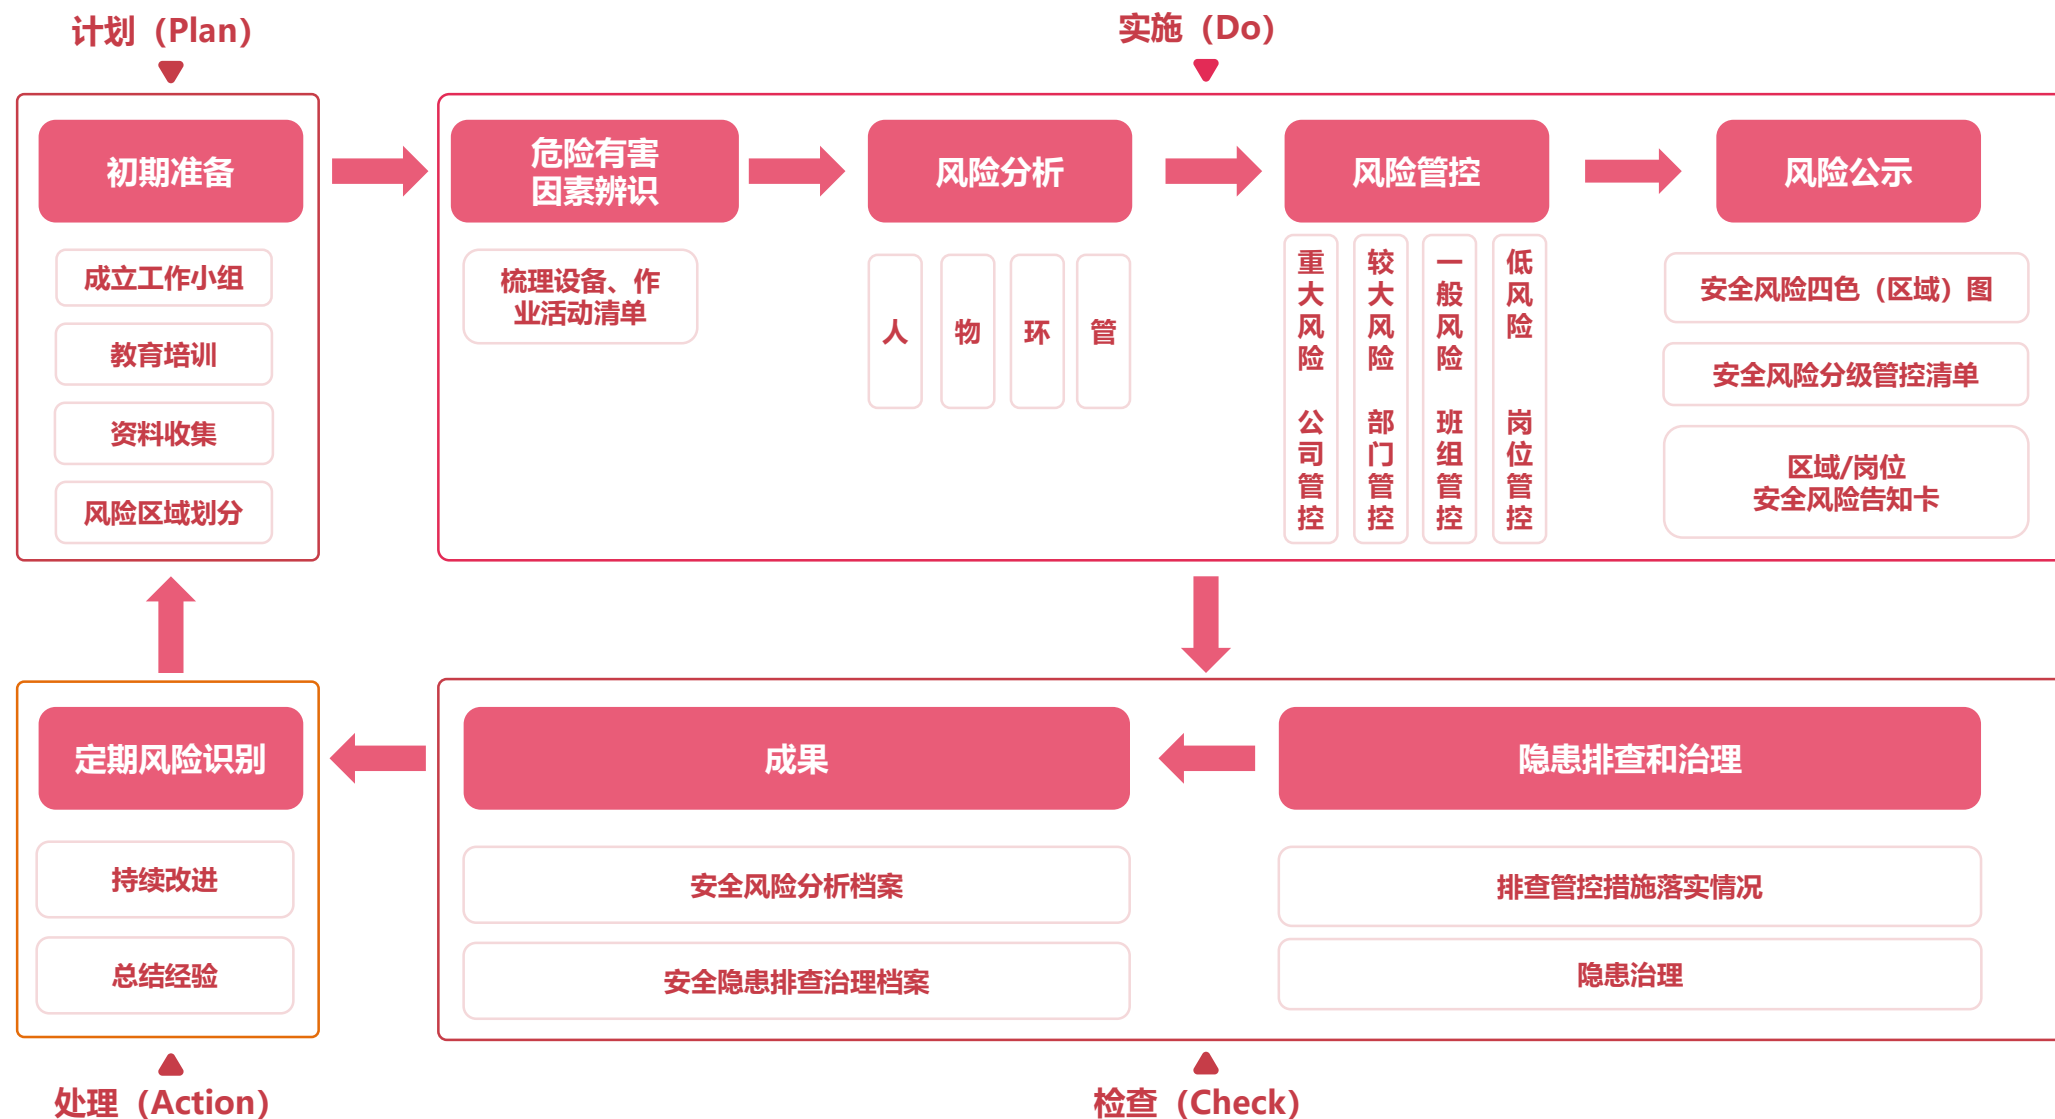 计划（Plan）
实施（Do）
初期准备
成立工作小组
教育培训
资料收集
风险区域划分
危险有害
因素辨识
梳理设备、作
业活动清单
风险分析
人
物
环
管
风险管控
重大风险 公司管控
较大风险 部门管控
一般风险 班组管控
低风险 岗位管控
风险公示
安全风险四色（区域）图
安全风险分级管控清单
区域/岗位
安全风险告知卡
隐患排查和治理
排查管控措施落实情况
隐患治理
成果
安全风险分析档案
安全隐患排查治理档案
定期风险识别
持续改进
总结经验
处理（Action）
检查（Check）